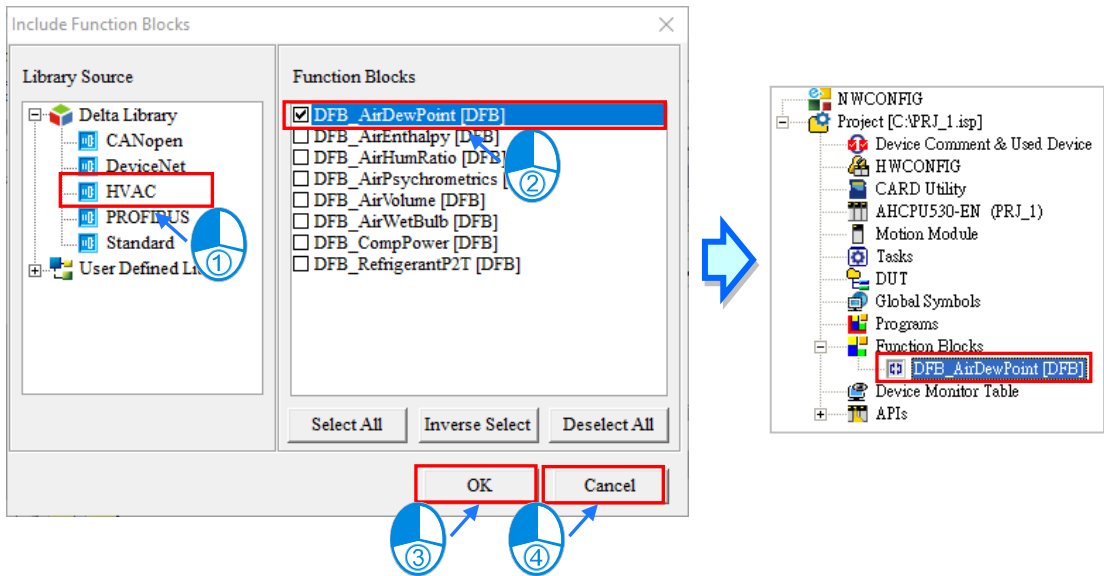 Include Function Blocks
Library Source
Delta Library
CANopen
DeviceNet
HVAC
PROFIBUS
Standard
User Defined Li
①
Function Blocks
DFB_AirDewPoint [DFB]
DFB_AirEnthalpy [DFB]
DFB_AirHumRatio [DFB]
DFB_AirPsychrometrics [
DFB_AirVolume [DFB]
DFB_AirWetBulb [DFB]
DFB_CompPower [DFB]
DFB_RefrigerantP2T [DFB]
②
Select All Inverse Select Deselect All
OK Cancel
③ ④
NWCONFIG
Project [C:\PRJ_1.isp]
Device Comment & Used Device
HWCONFIG
CARD Utility
AHCPU530-EN (PRJ_1)
Motion Module
Tasks
DUT
Global Symbols
Programs
Function Blocks
DFB_AirDewPoint [DFB]
Device Monitor Table
APIs